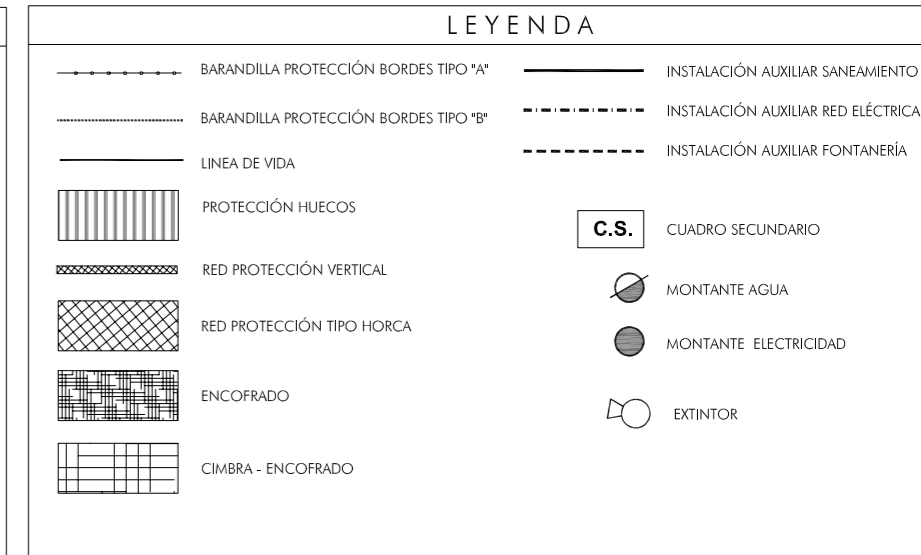 LEYENDA
BARANDILLA PROTECCIÓN BORDES TIPO "A"
BARANDILLA PROTECCIÓN BORDES TIPO "B"
LINEA DE VIDA
PROTECCIÓN HUECOS
RED PROTECCIÓN VERTICAL
RED PROTECCIÓN TIPO HORCA
ENCOFRADO
CIMBRA - ENCOFRADO
INSTALACIÓN AUXILIAR SANEAMIENTO
INSTALACIÓN AUXILIAR RED ELÉCTRICA
INSTALACIÓN AUXILIAR FONTANERÍA
C.S. CUADRO SECUNDARIO
MONTANTE AGUA
MONTANTE ELECTRICIDAD
EXTINTOR